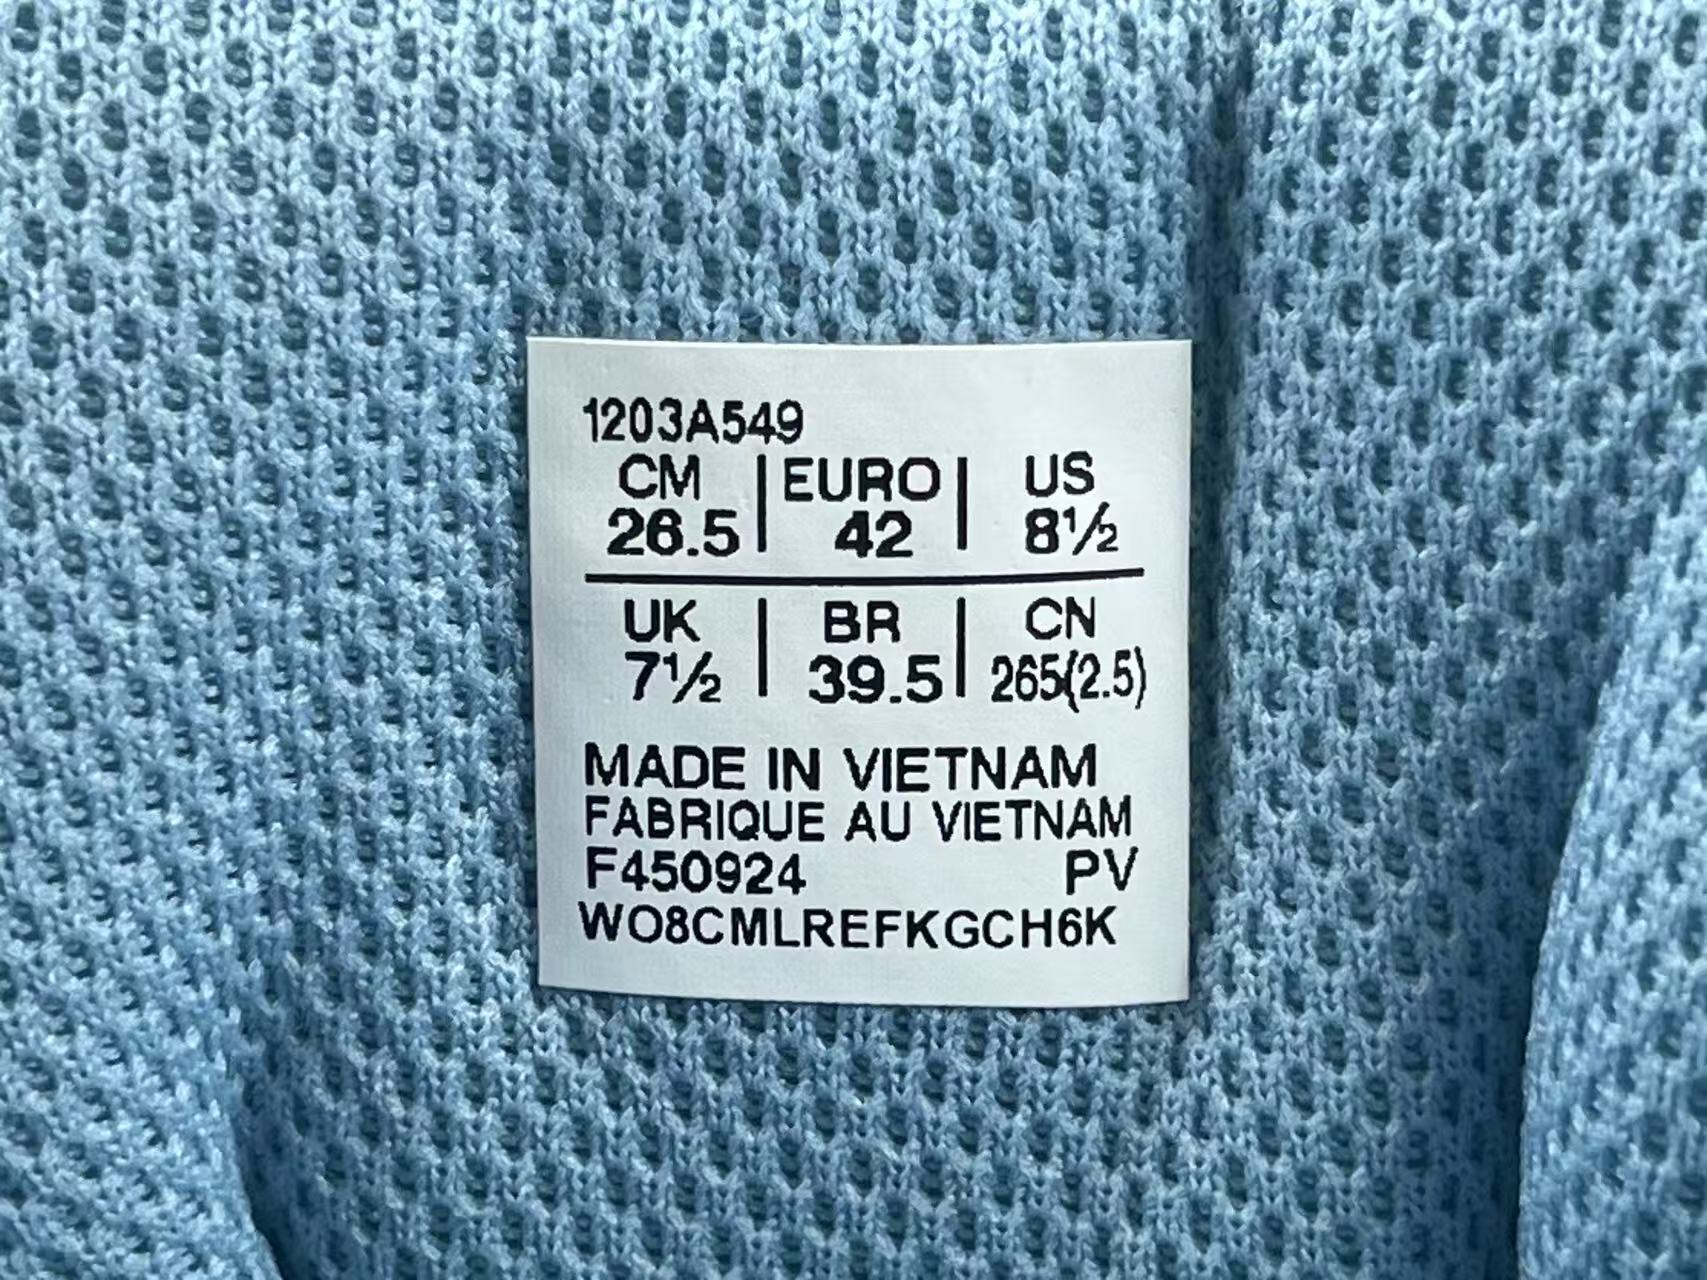 1203A549
CM | EURO | US
26.5 | 42 | 8½
UK | BR | CN
7½ | 39.5 | 265(2.5)
MADE IN VIETNAM
FABRIQUE AU VIETNAM
F450924 PV
WO8CMLREFKGCH6K